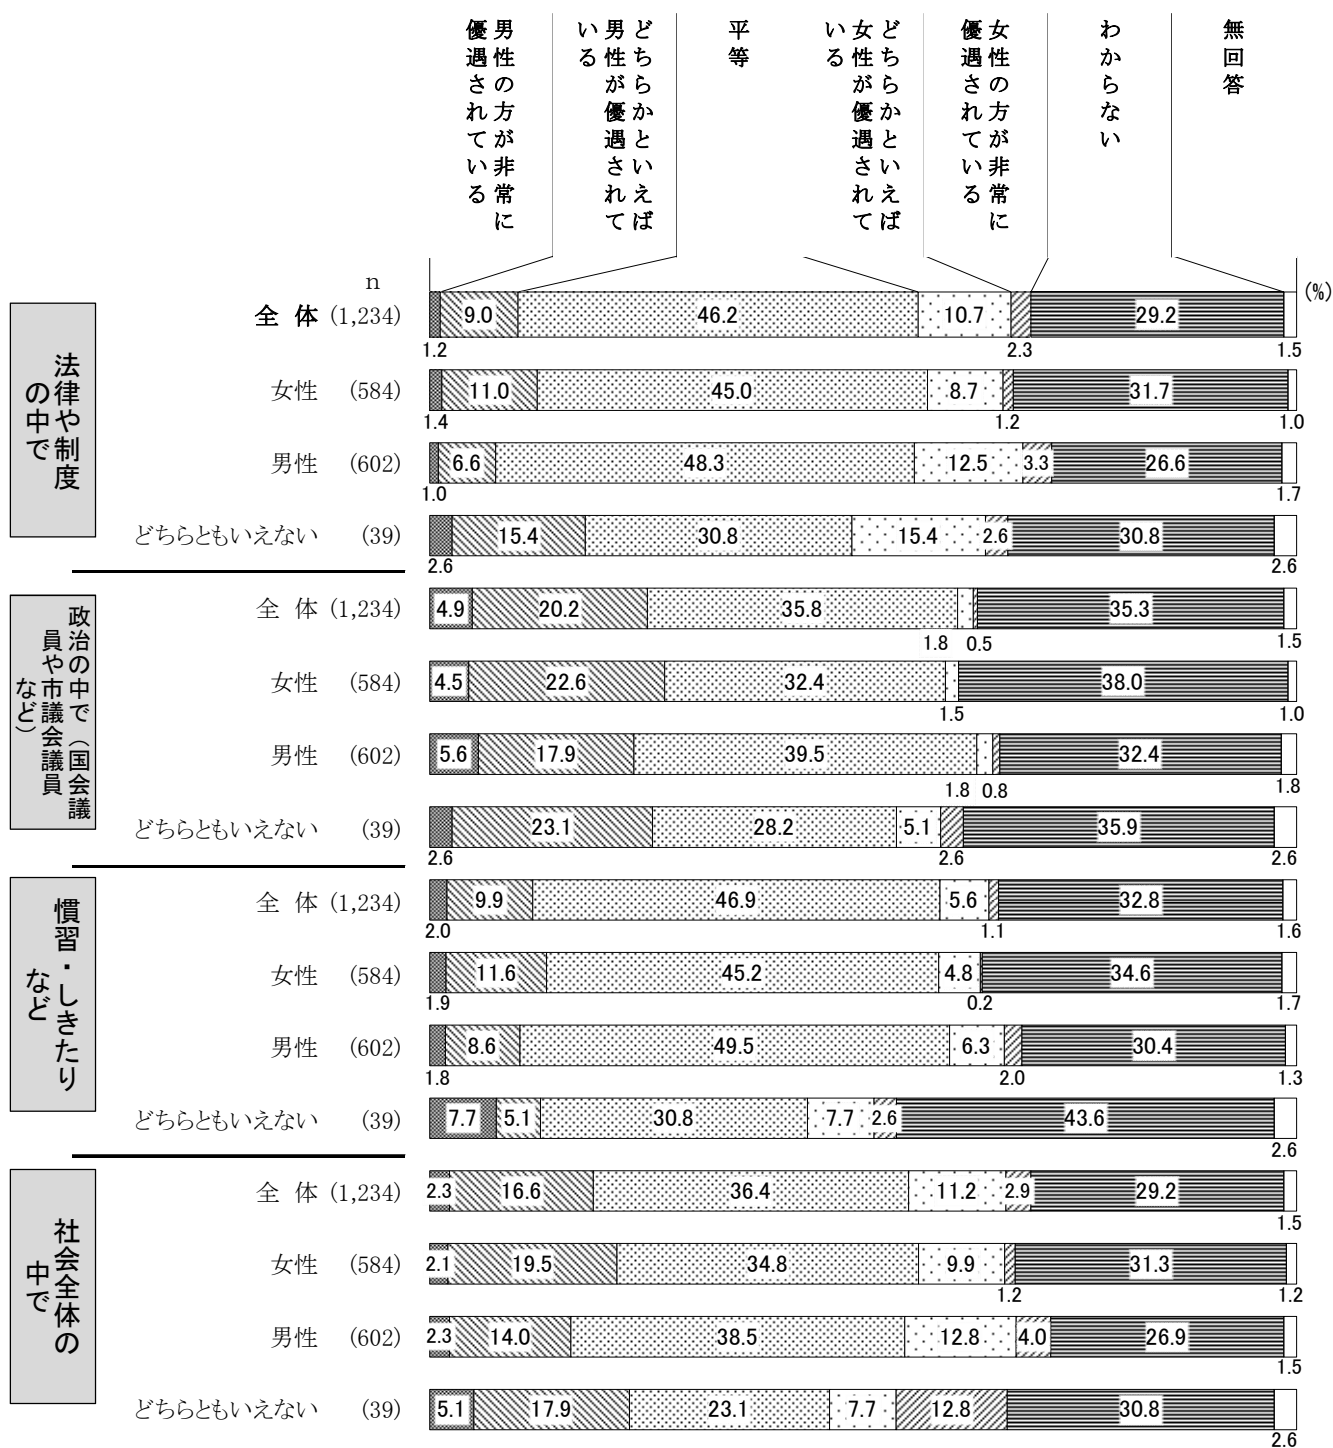 男性の方が非常に
優遇されている
どちらかといえば
男性が優遇されて
いる
平等
どちらかといえば
女性が優遇されて
いる
女性の方が非常に
優遇されている
わからない
無回答
n
(%)
法律や制度
の中で
全 体 (1,234)
9.0 46.2 10.7 29.2
1.2 2.3 1.5
女性 (584)
11.0 45.0 8.7 31.7
1.4 1.2 1.0
男性 (602)
6.6 48.3 12.5 3.3 26.6
1.0 1.7
どちらともいえない (39)
15.4 30.8 15.4 2.6 30.8
2.6 2.6
政治の中で（国会議
員や市議会議員
など）
全 体 (1,234)
4.9 20.2 35.8 35.3
1.8 0.5 1.5
女性 (584)
4.5 22.6 32.4 38.0
1.5 1.0
男性 (602)
5.6 17.9 39.5 32.4
1.8 0.8 1.8
どちらともいえない (39)
23.1 28.2 5.1 35.9
2.6 2.6 2.6
慣習・しきたり
など
全 体 (1,234)
9.9 46.9 5.6 32.8
2.0 1.1 1.6
女性 (584)
11.6 45.2 4.8 34.6
1.9 0.2 1.7
男性 (602)
8.6 49.5 6.3 30.4
1.8 2.0 1.3
どちらともいえない (39)
7.7 5.1 30.8 7.7 2.6 43.6
2.6
社会全体の
中で
全 体 (1,234)
2.3 16.6 36.4 11.2 2.9 29.2
1.5
女性 (584)
2.1 19.5 34.8 9.9 31.3
1.2 1.2
男性 (602)
2.3 14.0 38.5 12.8 4.0 26.9
1.5
どちらともいえない (39)
5.1 17.9 23.1 7.7 12.8 30.8
2.6